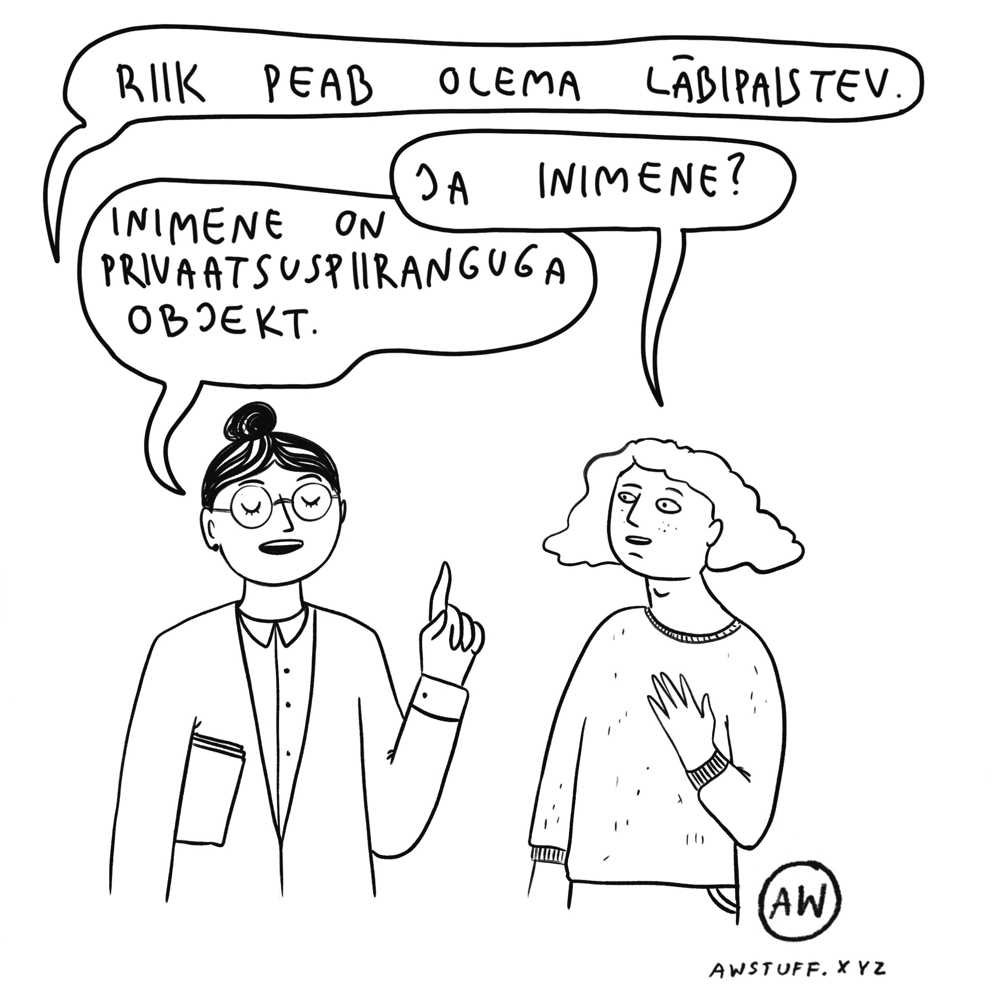 RIIK PEAB OLEMA LÄBIPAISTEV.
JA INIMENE?
INIMENE ON
PRIVAATSUSPIIRANGUGA
OBJEKT.
AW
AWSTUFF.XYZ